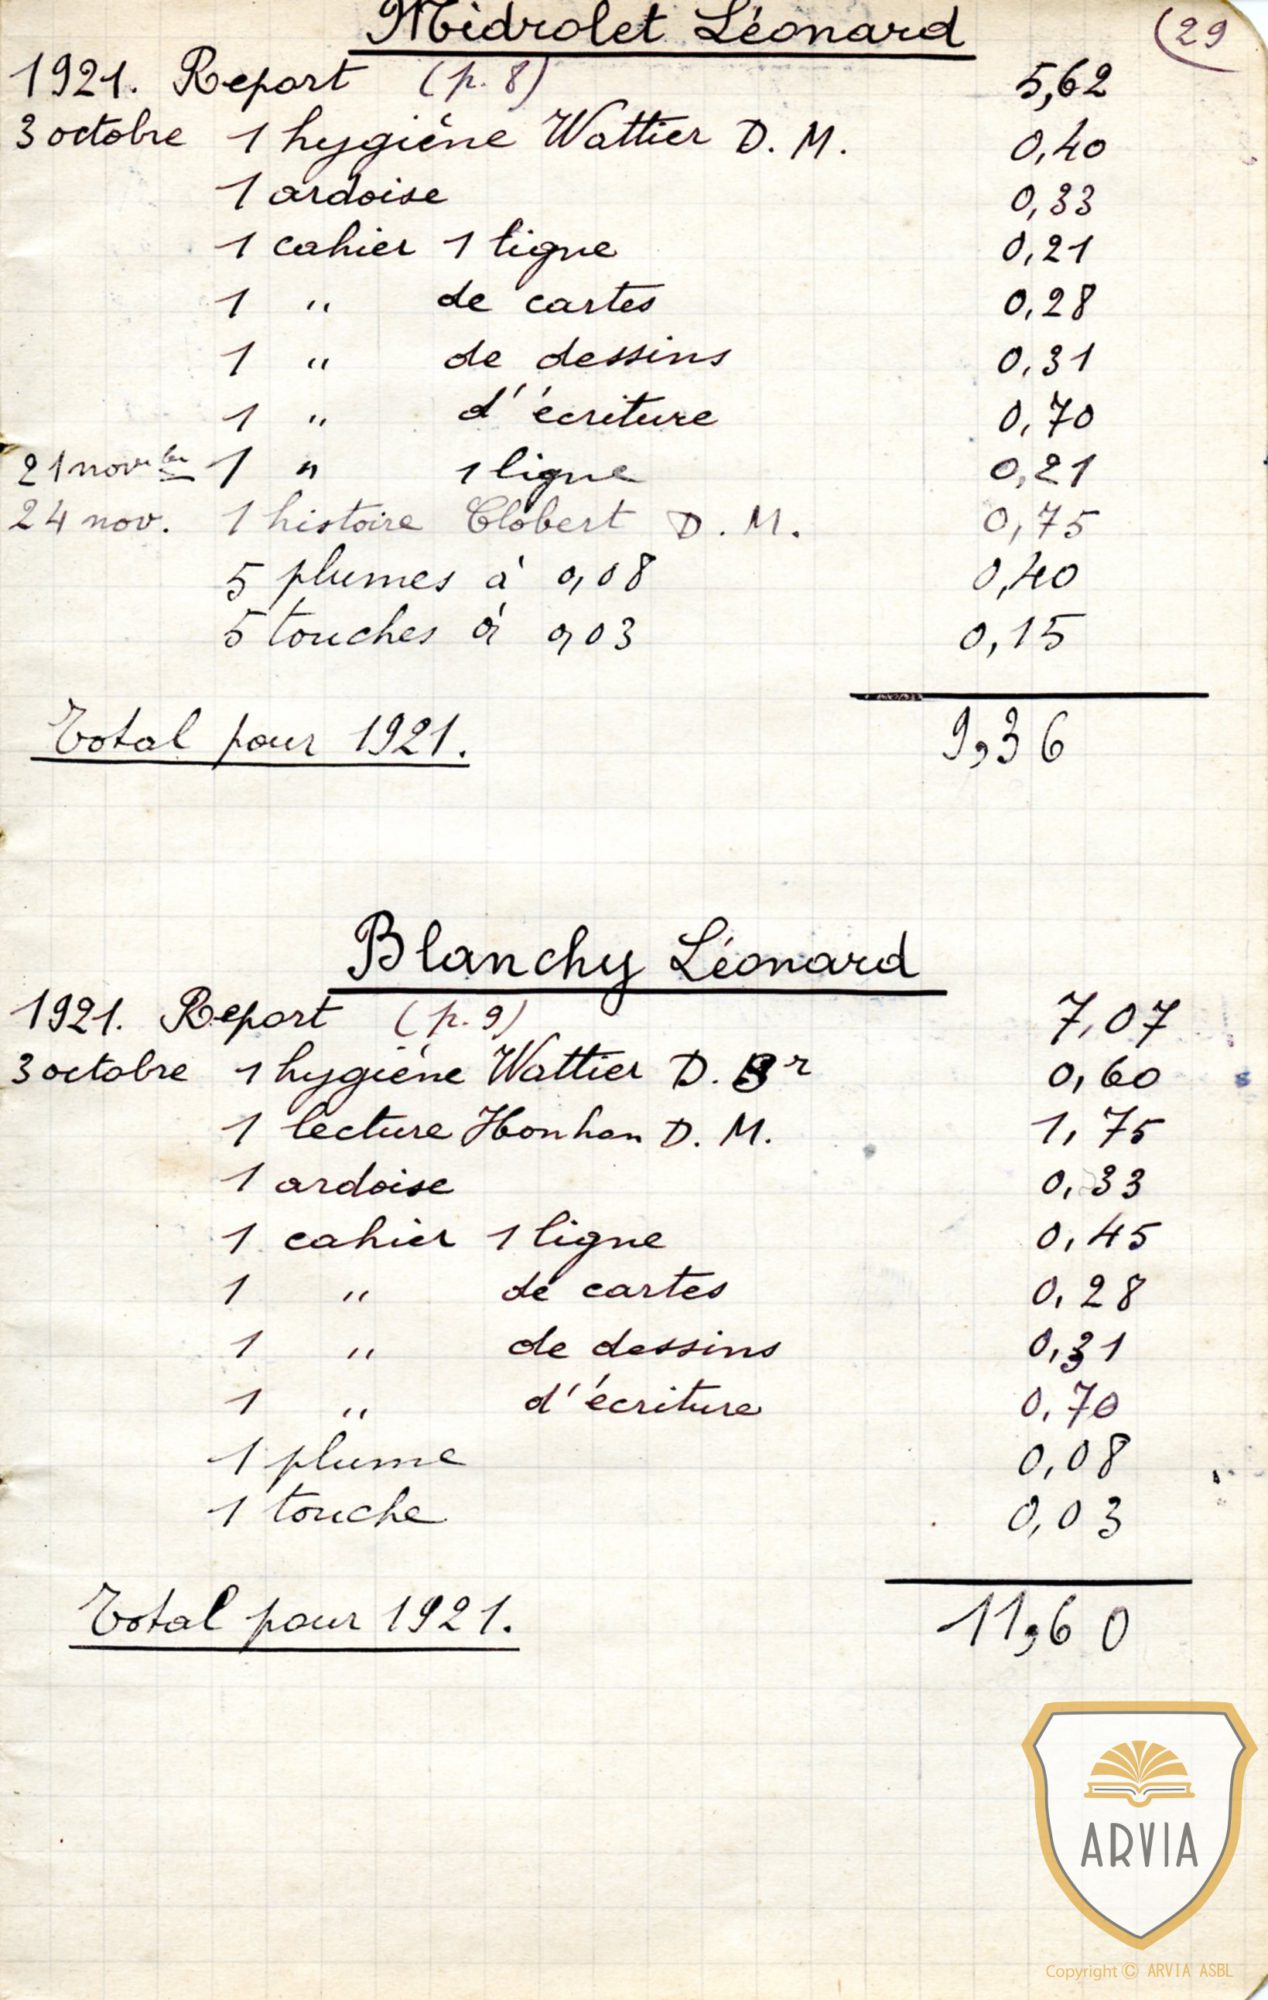 Midrolet Léonard (29
1921. Report (p. 8) 5,62
3 octobre 1 hygiène Wattier D. M. 0,40
1 ardoise 0,33
1 cahier 1 ligne 0,21
1 " de cartes 0,28
1 " de dessins 0,31
1 " d'écriture 0,70
21 novembre 1 " 1 ligne 0,21
24 nov. 1 histoire Clobert D. M. 0,75
5 plumes à 0,08 0,40
5 touches à 0,03 0,15
Total pour 1921. 9,36
Blanchy Léonard
1921. Report (p. 9) 7,07
3 octobre 1 hygiène Wattier D. Br 0,60
1 lecture Honhon D. M. 1,75
1 ardoise 0,33
1 cahier 1 ligne 0,45
1 " de cartes 0,28
1 " de dessins 0,31
1 " d'écriture 0,70
1 plume 0,08
1 touche 0,03
Total pour 1921. 11,60
ARVIA
Copyright © ARVIA ASBL